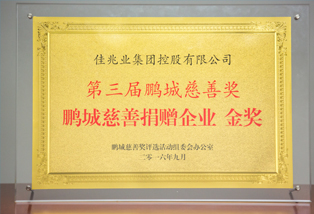 佳兆业集团控股有限公司
第三届鹏城慈善奖
鹏城慈善捐赠企业 金奖
鹏城慈善奖评选活动组委会办公室
二零一六年九月